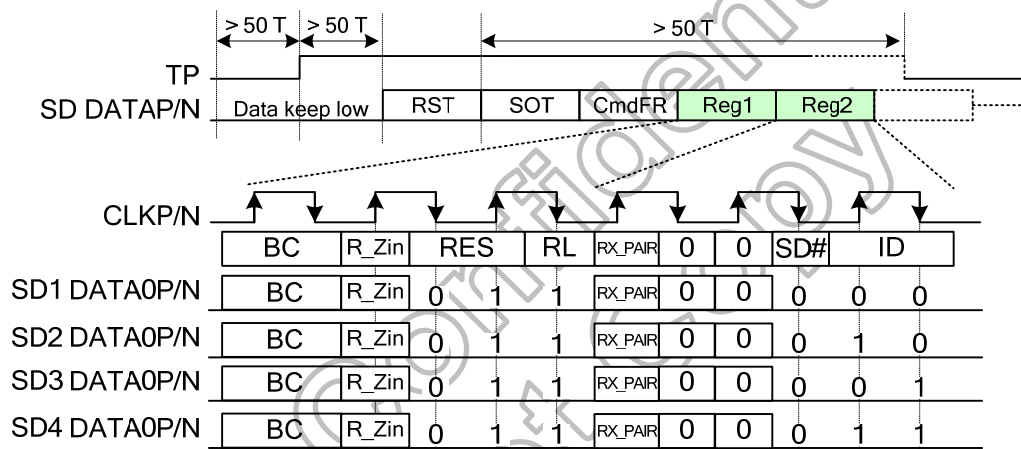 > 50 T > 50 T > 50 T
TP
SD DATAP/N Data keep low RST SOT CmdFR Reg1 Reg2
CLKP/N
BC R_Zin RES RL RX_PAIR 0 0 SD# ID
SD1 DATA0P/N BC R_Zin 0 1 1 RX_PAIR 0 0 0 0 0
SD2 DATA0P/N BC R_Zin 0 1 1 RX_PAIR 0 0 0 1 0
SD3 DATA0P/N BC R_Zin 0 1 1 RX_PAIR 0 0 0 0 1
SD4 DATA0P/N BC R_Zin 0 1 1 RX_PAIR 0 0 0 1 1
Confidential
Copy